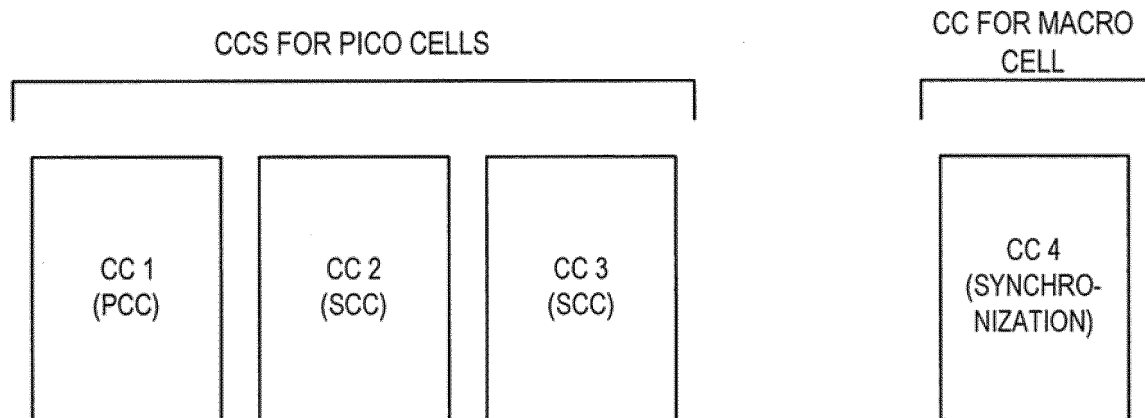 CCS FOR PICO CELLS
CC FOR MACRO
CELL
CC 1
(PCC)
CC 2
(SCC)
CC 3
(SCC)
CC 4
(SYNCHRO-
NIZATION)